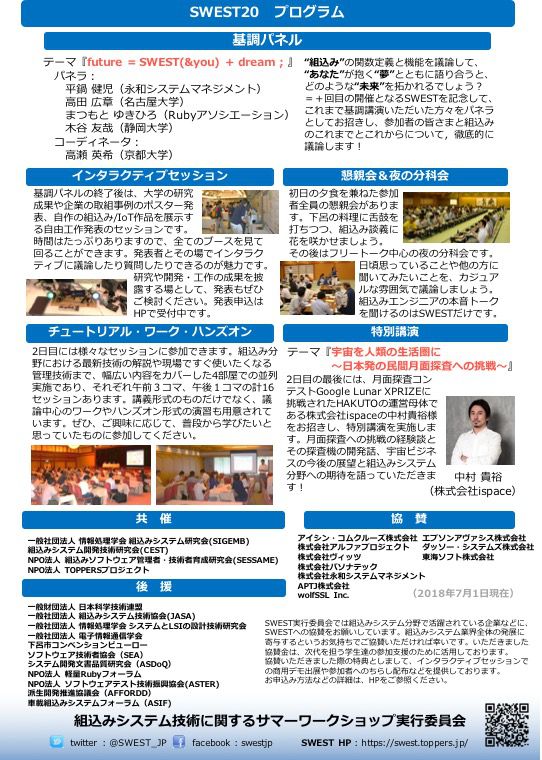 SWEST20　プログラム
基調パネル
テーマ『future = SWEST(&you) + dream ; 』
パネラ：
平鍋 健児（永和システムマネジメント）
高田 広章（名古屋大学）
まつもと ゆきひろ（Rubyアソシエーション）
木谷 友哉（静岡大学）
コーディネータ：
高瀬 英希（京都大学）
“組込み”の関数定義と機能を議論して、
“あなた”が抱く“夢”とともに語り合うと、
どのような“未来”を拓かれるでしょう？
＝＋回目の開催となるSWESTを記念して、
これまで基調講演いただいた方々をパネラ
としてお招きし、参加者の皆さまと組込み
のこれまでとこれからについて，徹底的に
議論します！
インタラクティブセッション
基調パネルの終了後は、大学の研究
成果や企業の取組事例のポスター発
表、自作の組込み/IoT作品を展示す
る自由工作発表のセッションです。
時間はたっぷりありますので、全てのブースを見て
回ることができます。発表者とその場でインタラク
ティブに議論したり質問したりできるのが魅力です。
研究や開発・工作の成果を披
露する場として、発表もぜひ
ご検討ください。発表申込は
HPで受付中です。
懇親会＆夜の分科会
初日の夕食を兼ねた参加
者全員の懇親会がありま
す。下呂の料理に舌鼓を
打ちつつ、組込み談義に
花を咲かせましょう。
その後はフリートーク中心の夜の分科会です。
日頃思っていることや他の方に
聞いてみたいことを、カジュア
ルな雰囲気で議論しましょう。
組込みエンジニアの本音トーク
を聞けるのはSWESTだけです。
チュートリアル・ワーク・ハンズオン
2日目には様々なセッションに参加できます。組込み分
野における最新技術の解説や現場ですぐ使いたくなる
管理技術まで、幅広い内容をカバーした4部屋での並列
実施であり、それぞれ午前３コマ、午後１コマの計16
セッションあります。講義形式のものだけでなく、議
論中心のワークやハンズオン形式の演習も用意されて
います。ぜひ、ご興味に応じて、普段から学びたいと
思っていたものに参加してください。
特別講演
テーマ『宇宙を人類の生活圏に
～日本発の民間月面探査への挑戦～』
2日目の最後には、月面探査コン
テストGoogle Lunar XPRIZEに
挑戦されたHAKUTOの運営母体で
ある株式会社ispaceの中村貴裕様
をお招きし、特別講演を実施しま
す。月面探査への挑戦の経験談と
その探査機の開発話、宇宙ビジネ
スの今後の展望と組込みシステム
分野への期待を語っていただきま
す！
中村 貴裕
（株式会社ispace）
共　催
一般社団法人 情報処理学会 組込みシステム研究会(SIGEMB)
組込みシステム開発技術研究会(CEST)
NPO法人 組込みソフトウェア管理者・技術者育成研究会(SESSAME)
NPO法人 TOPPERSプロジェクト
後　援
一般財団法人 日本科学技術連盟
一般社団法人 組込みシステム技術協会(JASA)
一般社団法人 情報処理学会 システムとLSIの設計技術研究会
一般社団法人 電子情報通信学会
下呂市コンベンションビューロー
ソフトウェア技術者協会（SEA）
システム開発文書品質研究会（ASDoQ）
NPO法人 軽量Rubyフォーラム
NPO法人 ソフトウェアテスト技術振興協会(ASTER)
派生開発推進協議会（AFFORDD）
車載組込みシステムフォーラム（ASIF）
協　賛
アイシン・コムクルーズ株式会社 エプソンアヴァシス株式会社
株式会社アルファプロジェクト ダッソー・システムズ株式会社
株式会社ヴィッツ 東海ソフト株式会社
株式会社パソナテック
株式会社永和システムマネジメント
APTJ株式会社
wolfSSL Inc.
（2018年7月1日現在）
SWEST実行委員会では組込みシステム分野で活躍されている企業などに、
SWESTへの協賛をお願いしています。組込みシステム業界全体の発展に
寄与するというお気持ちでご協賛いただければ幸いです。いただきました
協賛金は、次代を担う学生達の参加支援のために活用しております。
協賛いただきました際の特典としまして、インタラクティブセッションで
の商用デモ出展や参加者へのちらし配布などを提供しております。
お申込み方法などの詳細は、HPをご参照ください。
組込みシステム技術に関するサマーワークショップ実行委員会
twitter : @SWEST_JP　facebook : swestjp　SWEST HP : https://swest.toppers.jp/